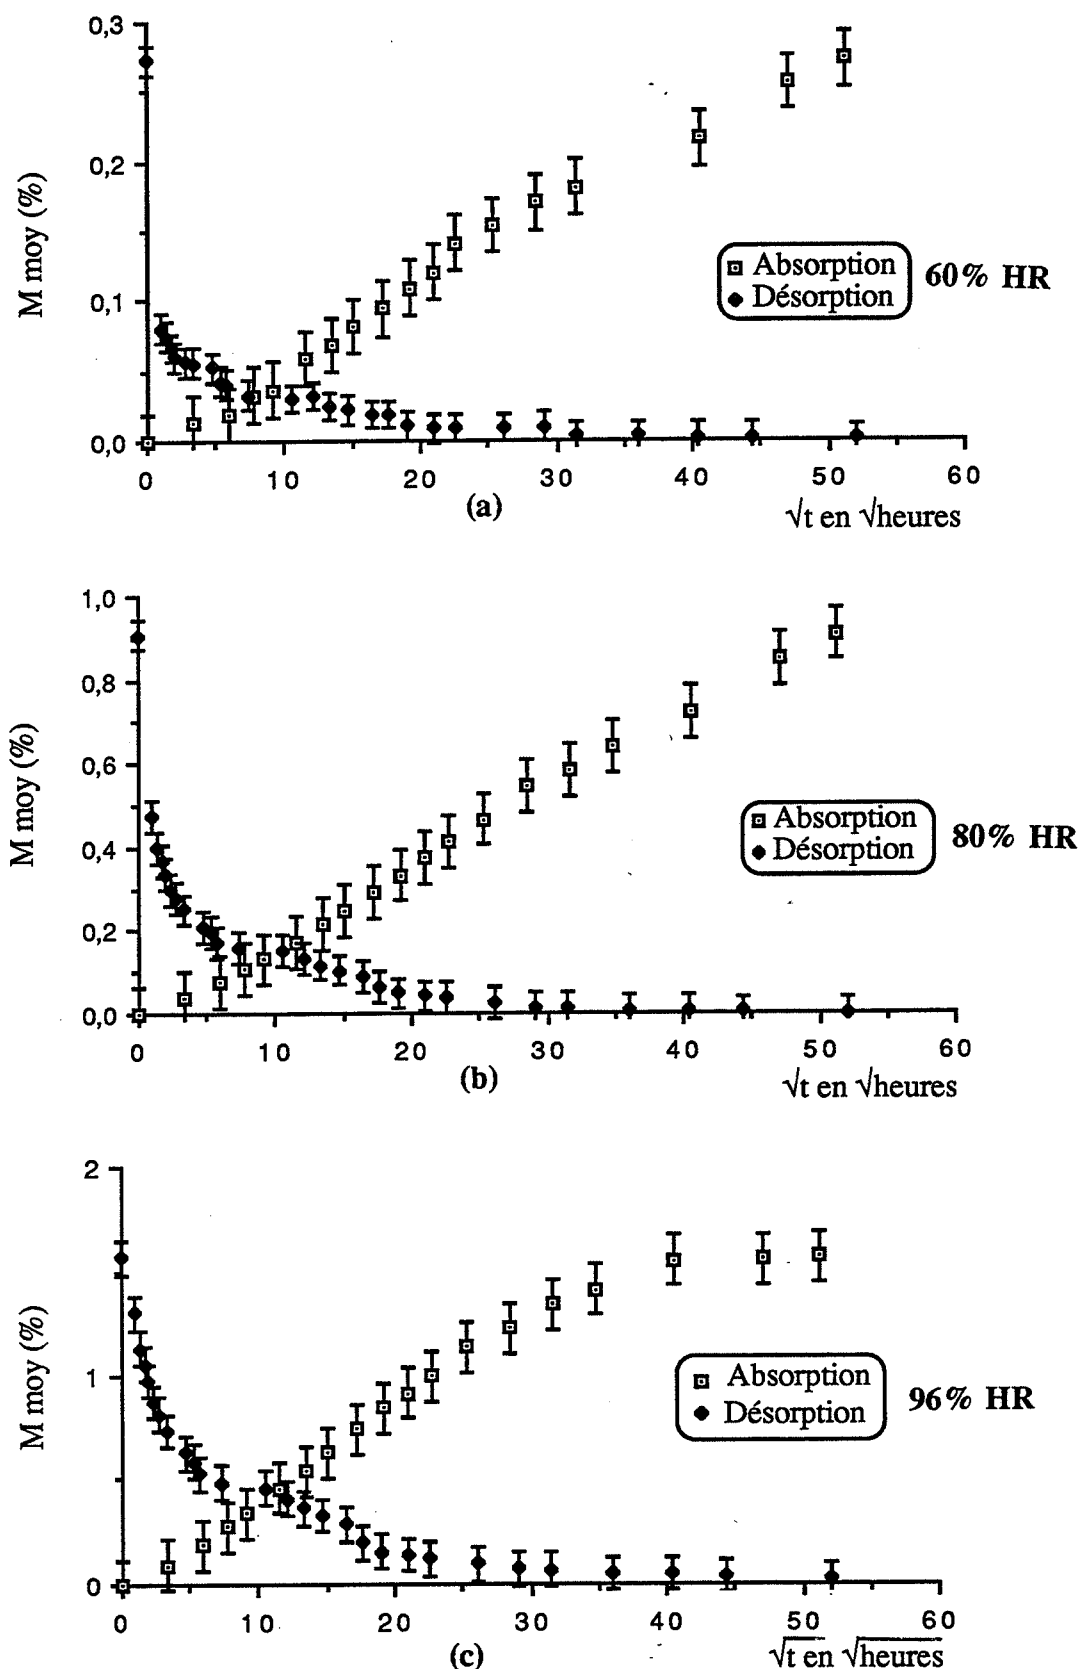 0,3
0,2
0,1
0,0
M moy (%)
Absorption
Désorption
60% HR
0 10 20 30 40 50 60
(a)
√t en √heures
1,0
0,8
0,6
0,4
0,2
0,0
M moy (%)
Absorption
Désorption
80% HR
0 10 20 30 40 50 60
(b)
√t en √heures
2
1
0
M moy (%)
Absorption
Désorption
96% HR
0 10 20 30 40 50 60
(c)
√t en √heures